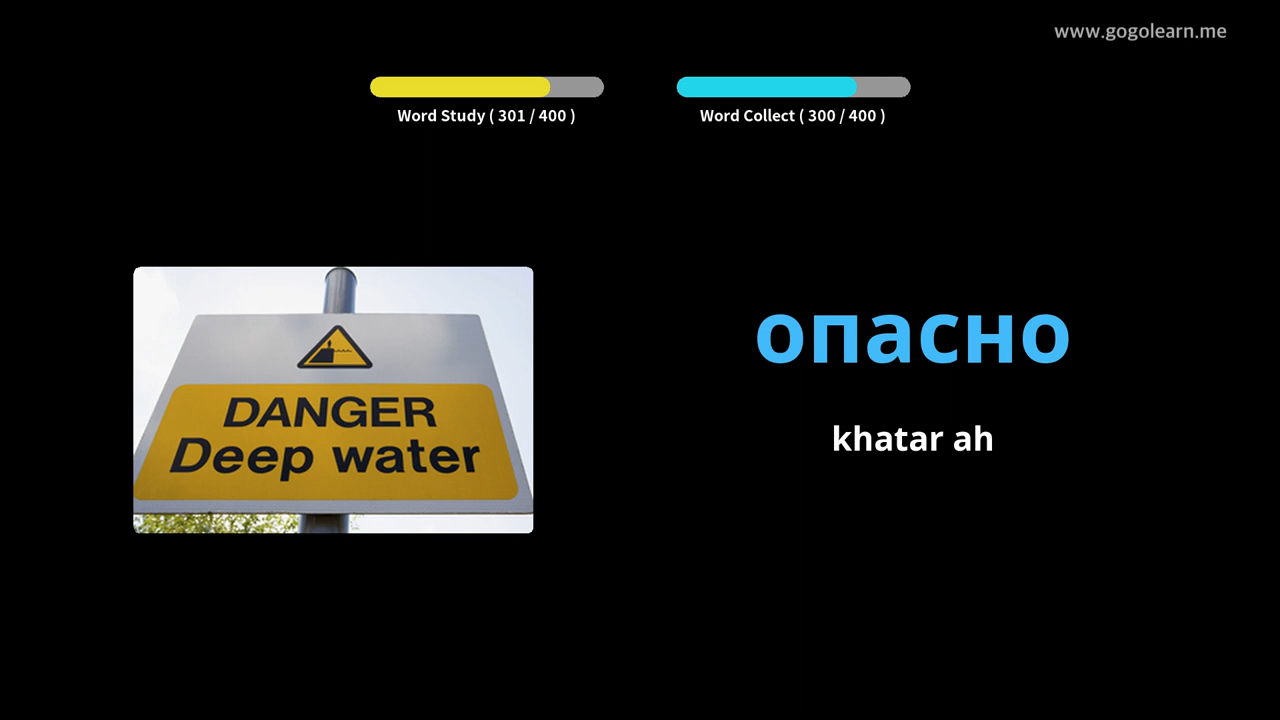 www.gogolearn.me
Word Study ( 301 / 400 )
Word Collect ( 300 / 400 )
DANGER
Deep water
опасно
khatar ah